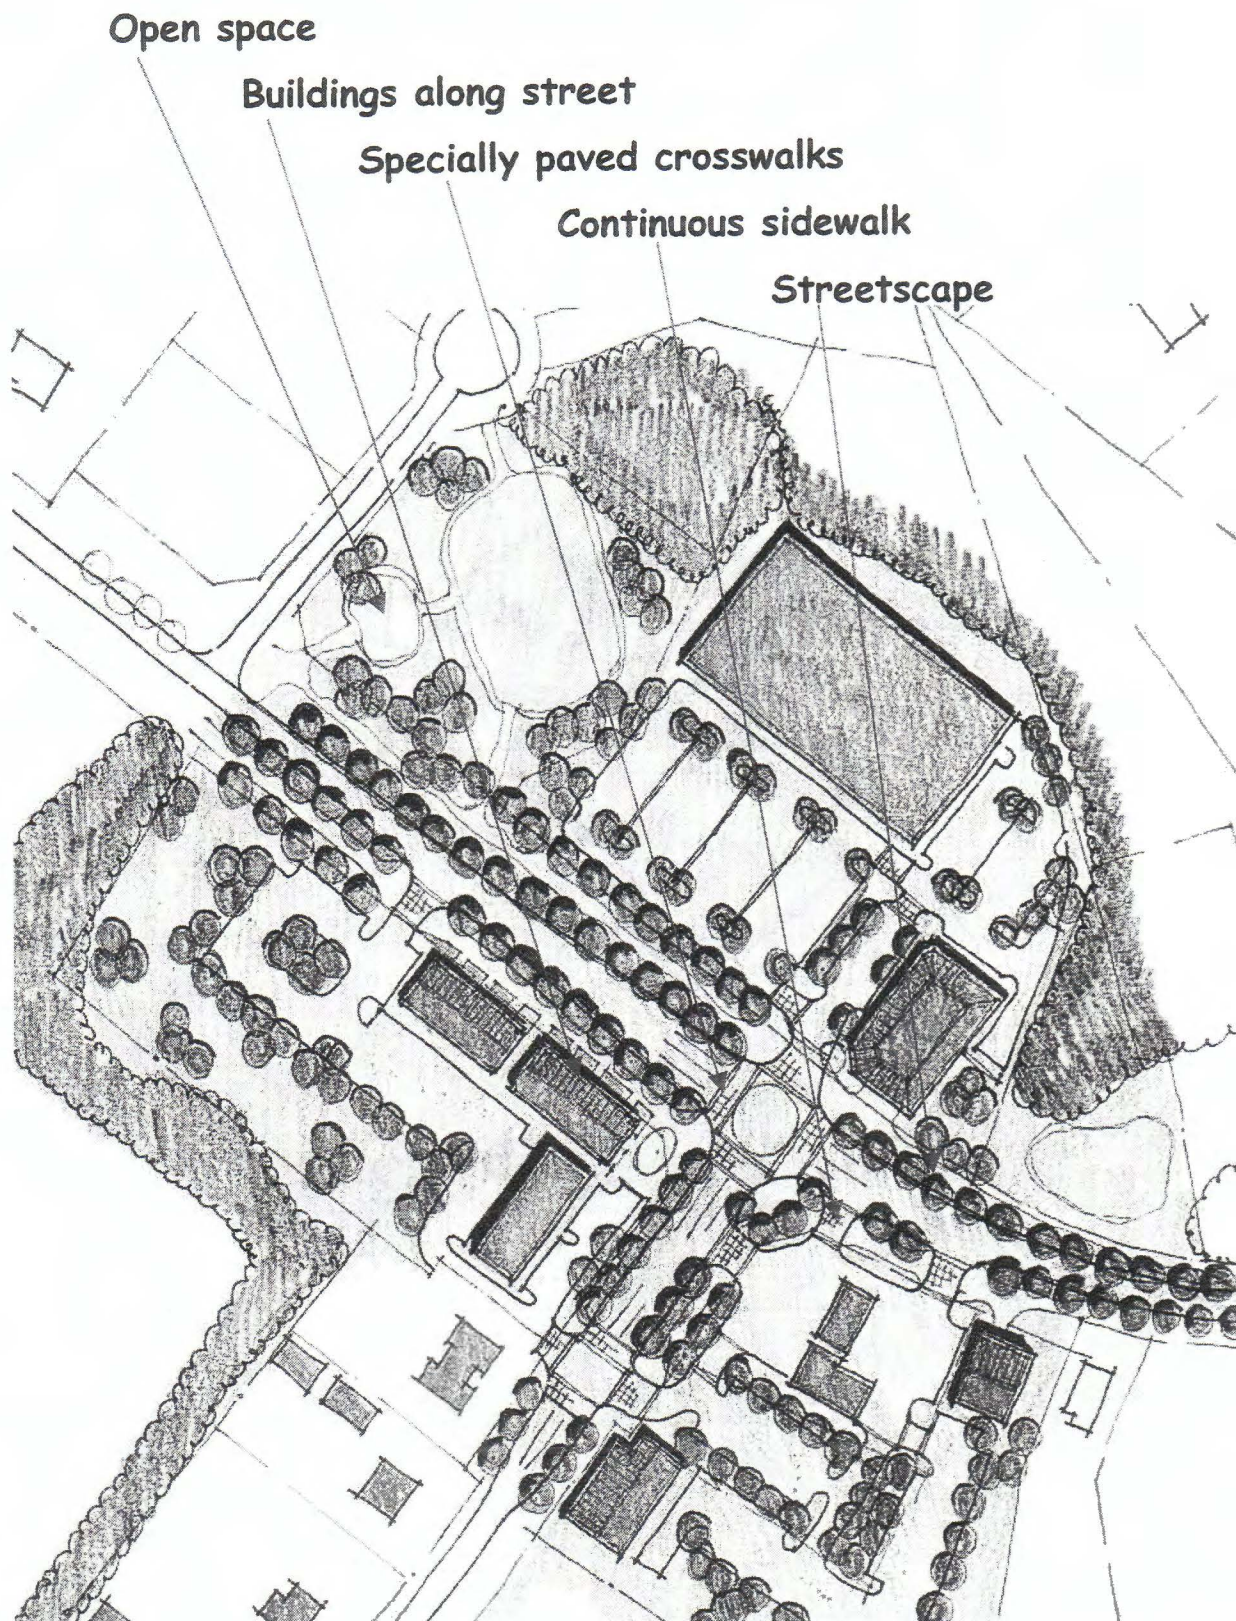 Open space
Buildings along street
Specially paved crosswalks
Continuous sidewalk
Streetscape